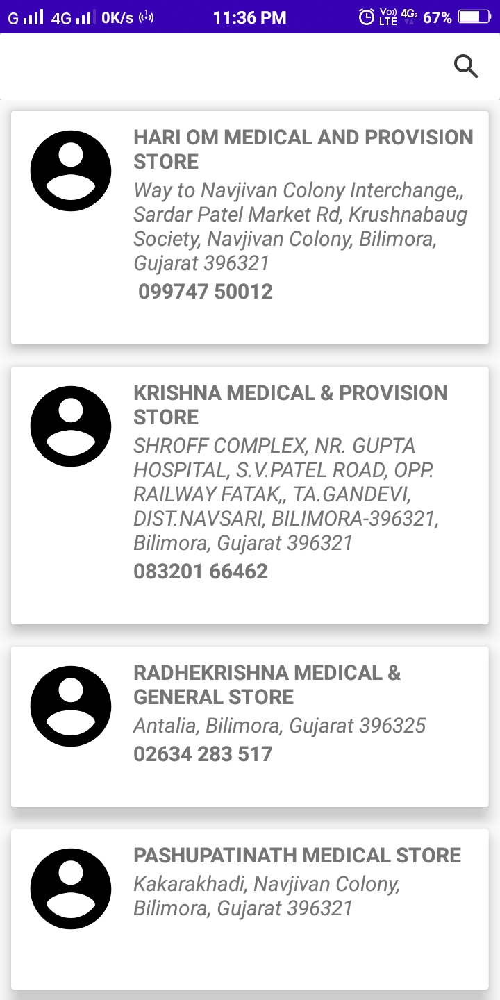 G 4G 0K/s 11:36 PM Vo)) LTE 4G2 67%
HARI OM MEDICAL AND PROVISION
STORE
Way to Navjivan Colony Interchange,,
Sardar Patel Market Rd, Krushnabaug
Society, Navjivan Colony, Bilimora,
Gujarat 396321
099747 50012
KRISHNA MEDICAL & PROVISION
STORE
SHROFF COMPLEX, NR. GUPTA
HOSPITAL, S.V.PATEL ROAD, OPP.
RAILWAY FATAK,, TA.GANDEVI,
DIST.NAVSARI, BILIMORA-396321,
Bilimora, Gujarat 396321
083201 66462
RADHEKRISHNA MEDICAL &
GENERAL STORE
Antalia, Bilimora, Gujarat 396325
02634 283 517
PASHUPATINATH MEDICAL STORE
Kakarakhadi, Navjivan Colony,
Bilimora, Gujarat 396321